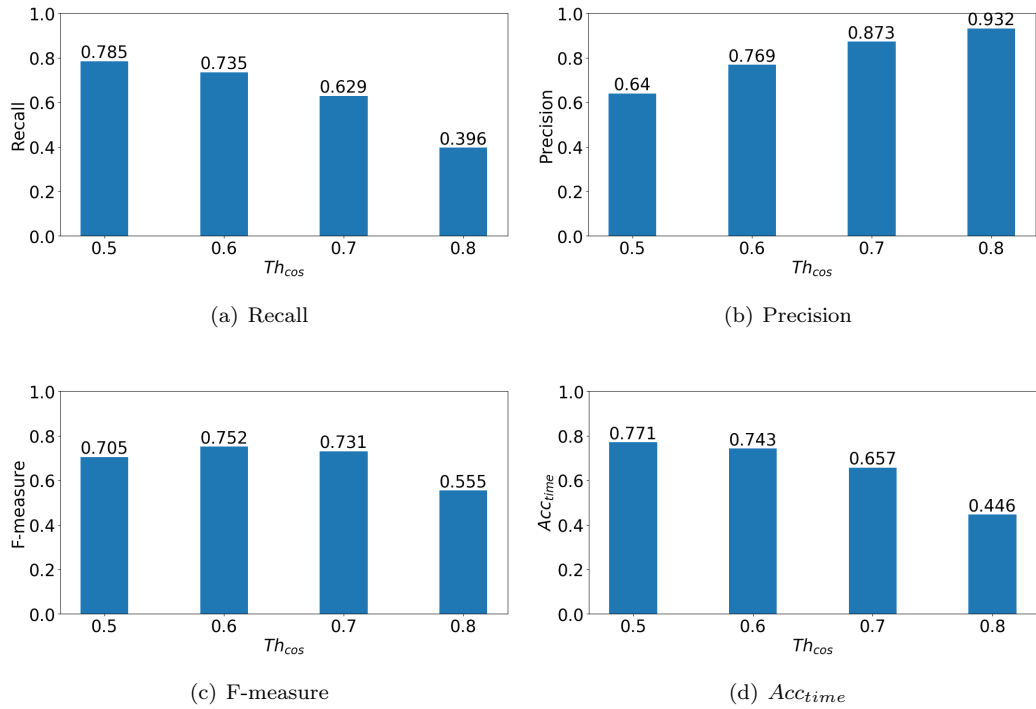 1.0
0.8
0.6
0.4
0.2
0.0
Recall
0.785
0.735
0.629
0.396
0.5 0.6 0.7 0.8
Th_cos
(a) Recall
1.0
0.8
0.6
0.4
0.2
0.0
Precision
0.64
0.769
0.873
0.932
0.5 0.6 0.7 0.8
Th_cos
(b) Precision
1.0
0.8
0.6
0.4
0.2
0.0
F-measure
0.705
0.752
0.731
0.555
0.5 0.6 0.7 0.8
Th_cos
(c) F-measure
1.0
0.8
0.6
0.4
0.2
0.0
Acc_time
0.771
0.743
0.657
0.446
0.5 0.6 0.7 0.8
Th_cos
(d) Acc_time